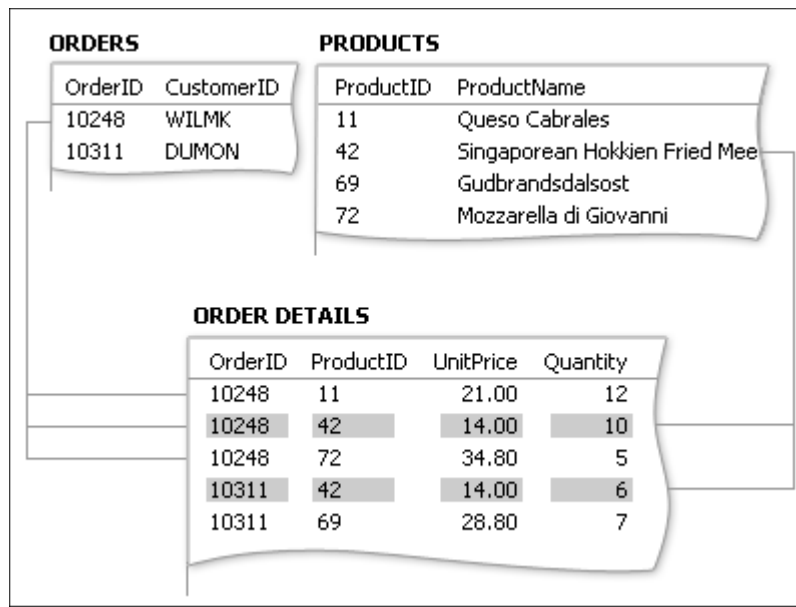 ORDERS
OrderID CustomerID
10248 WILMK
10311 DUMON
PRODUCTS
ProductID ProductName
11 Queso Cabrales
42 Singaporean Hokkien Fried Mee
69 Gudbrandsdalsost
72 Mozzarella di Giovanni
ORDER DETAILS
OrderID ProductID UnitPrice Quantity
10248 11 21.00 12
10248 42 14.00 10
10248 72 34.80 5
10311 42 14.00 6
10311 69 28.80 7